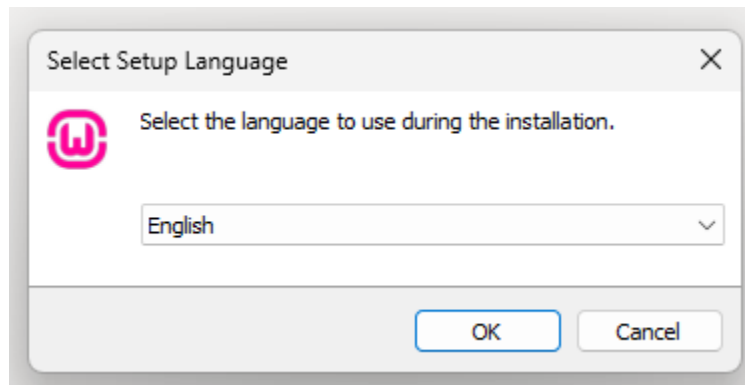 Select Setup Language
Select the language to use during the installation.
English
OK
Cancel